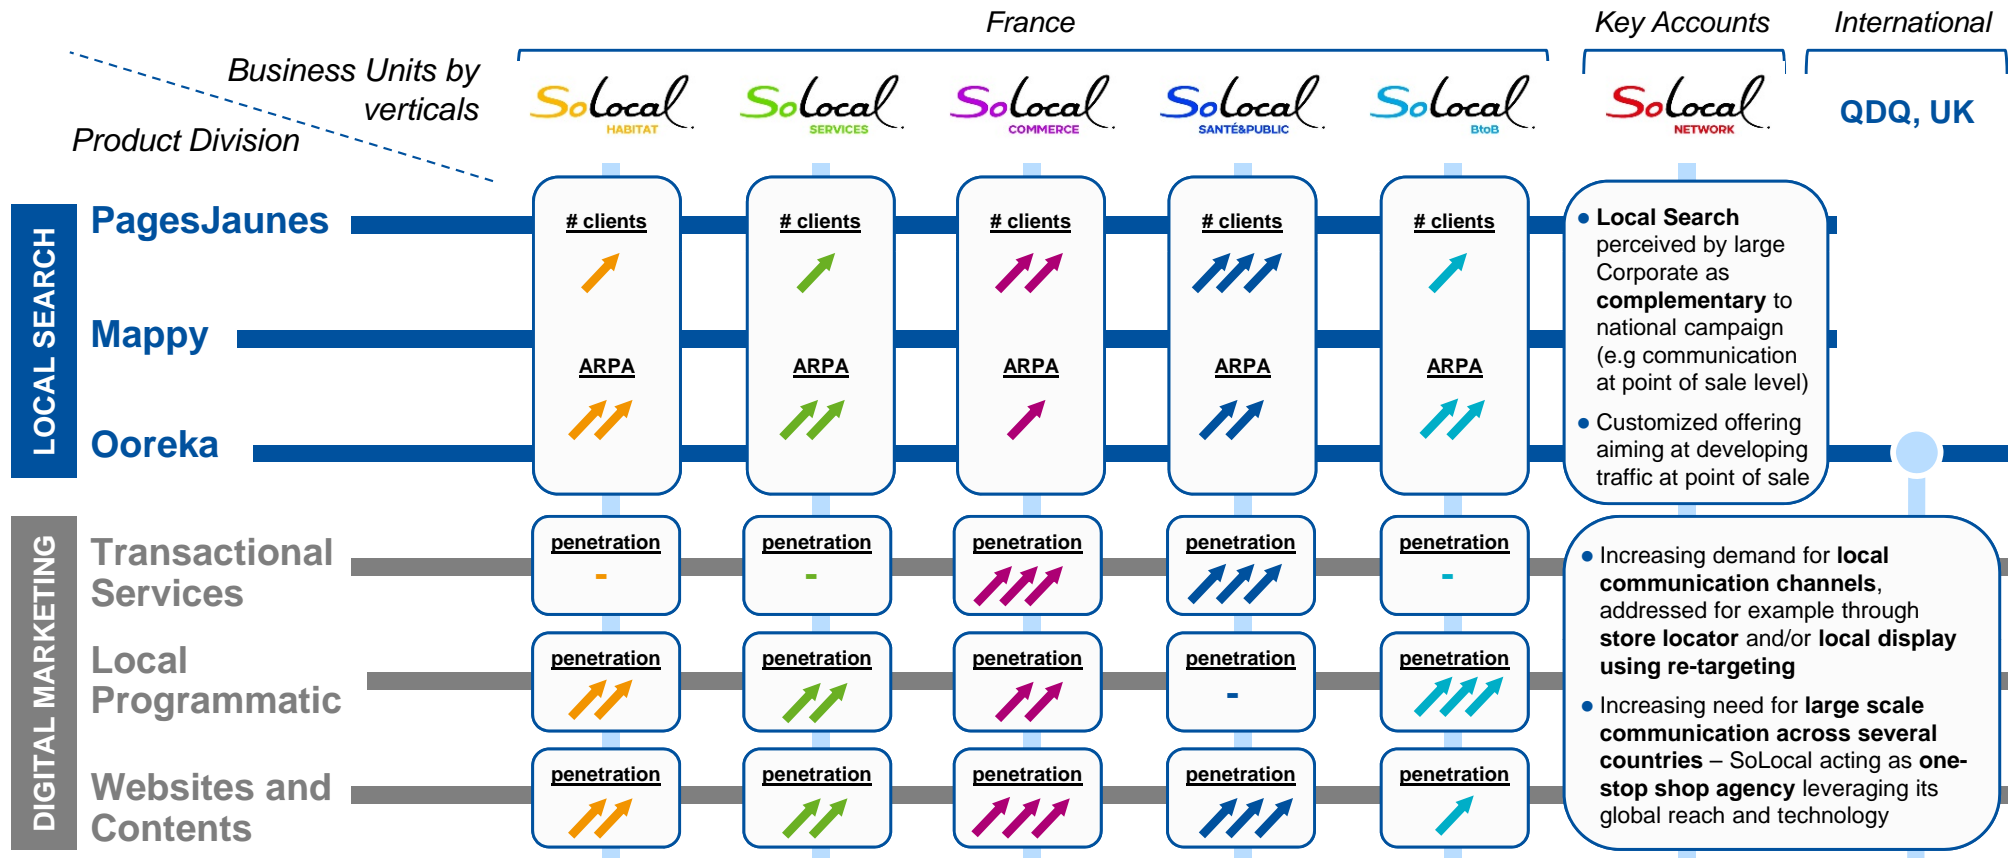 France
Key Accounts
International
Business Units by
verticals
Product Division
SoLocal
HABITAT
SoLocal
SERVICES
SoLocal
COMMERCE
SoLocal
SANTÉ&PUBLIC
SoLocal
BtoB
SoLocal
NETWORK
QDQ, UK
LOCAL SEARCH
PagesJaunes
Mappy
Ooreka
# clients
# clients
# clients
# clients
# clients
ARPA
ARPA
ARPA
ARPA
ARPA
● Local Search
perceived by large
Corporate as
complementary to
national campaign
(e.g communication
at point of sale level)
● Customized offering
aiming at developing
traffic at point of sale
DIGITAL MARKETING
Transactional
Services
penetration
penetration
penetration
penetration
penetration
-
-
-
Local
Programmatic
penetration
penetration
penetration
penetration
penetration
-
Websites and
Contents
penetration
penetration
penetration
penetration
penetration
● Increasing demand for local
communication channels,
addressed for example through
store locator and/or local display
using re-targeting
● Increasing need for large scale
communication across several
countries – SoLocal acting as one-
stop shop agency leveraging its
global reach and technology